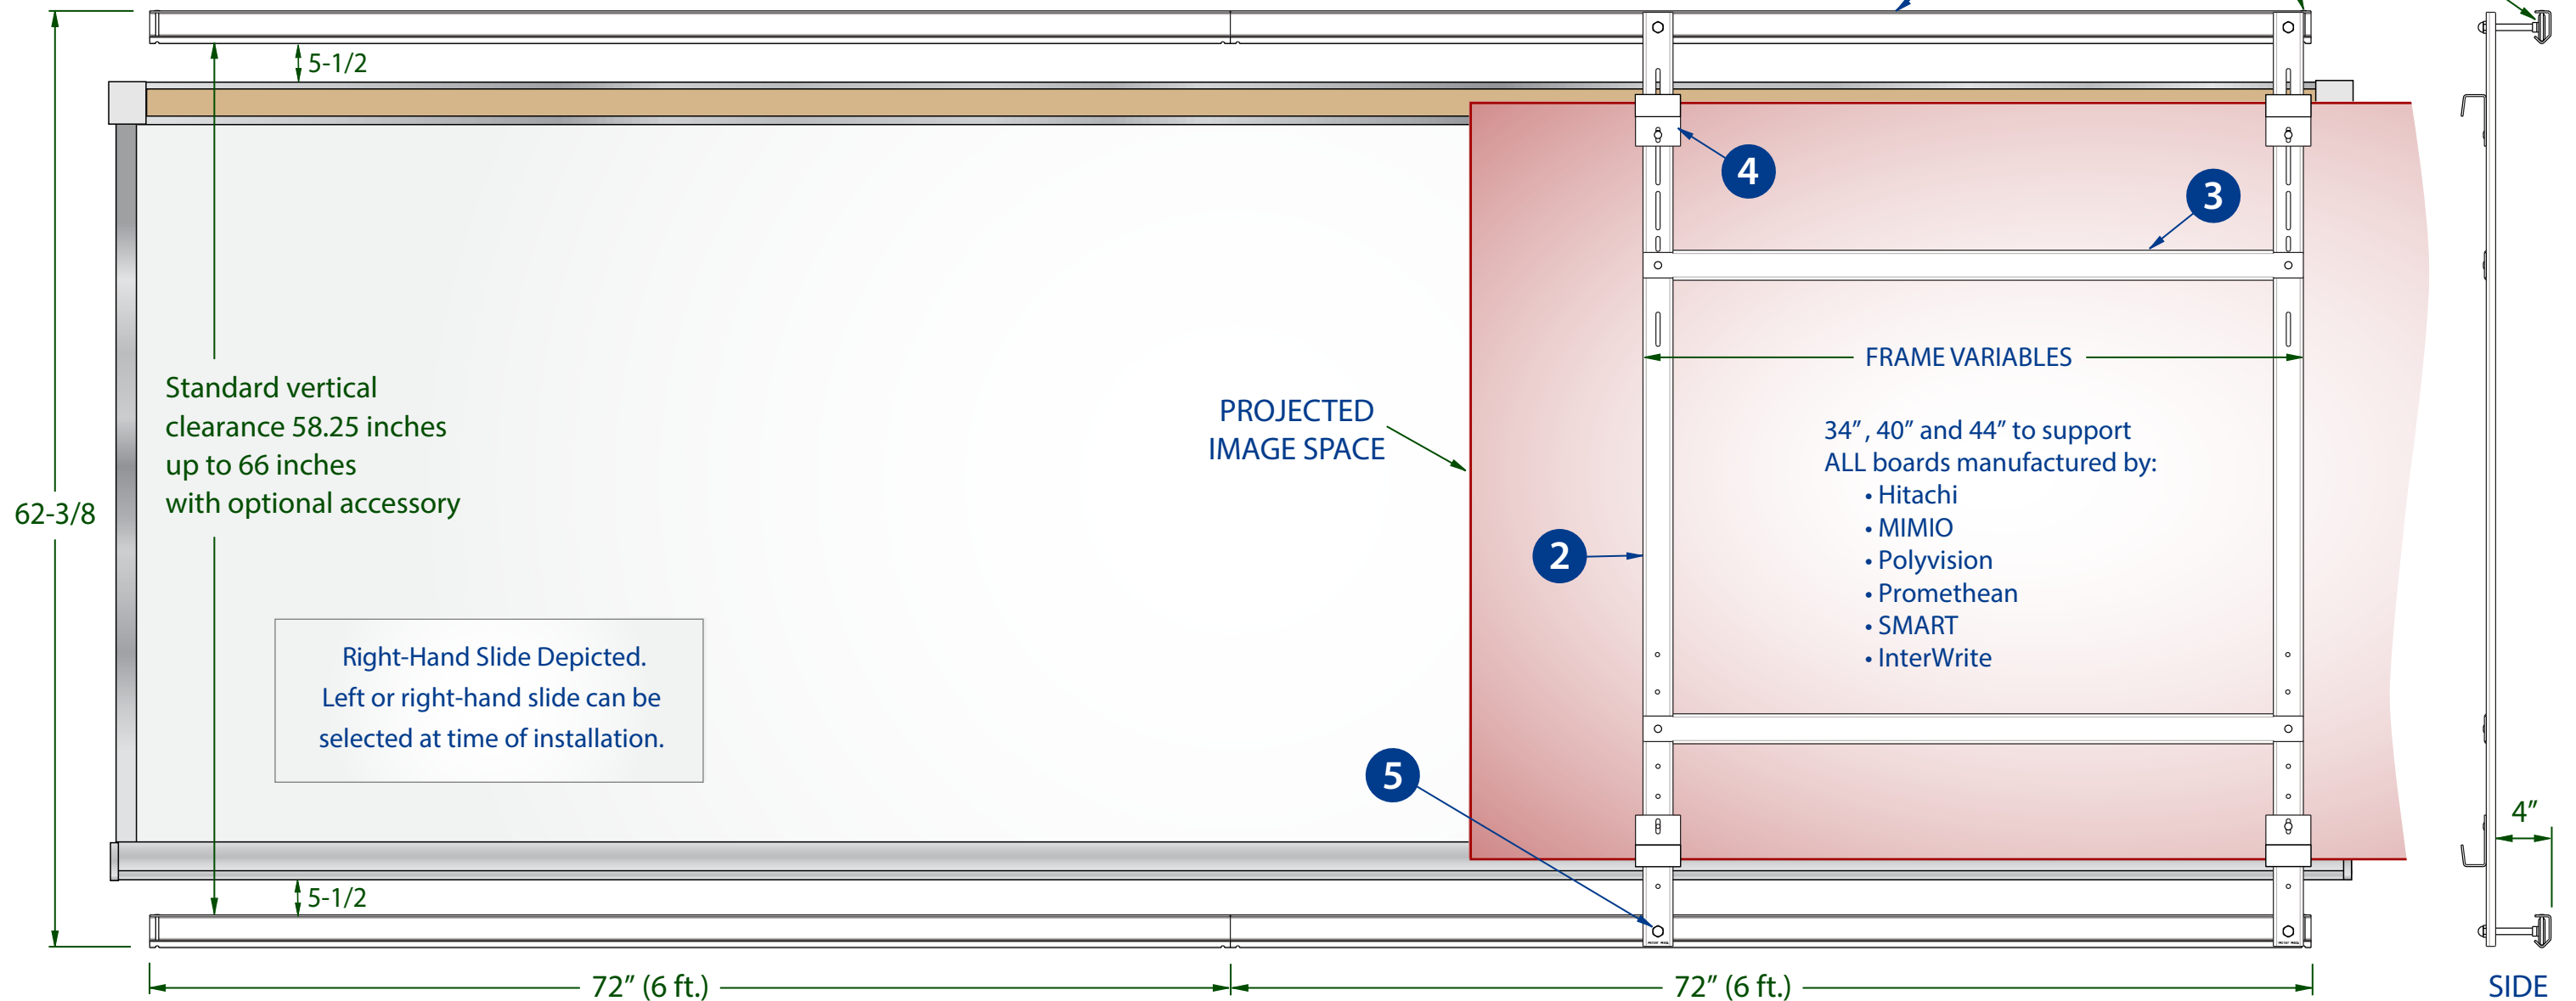 5-1/2
4
3
FRAME VARIABLES
Standard vertical
clearance 58.25 inches
up to 66 inches
with optional accessory
PROJECTED
IMAGE SPACE
34”, 40” and 44” to support
ALL boards manufactured by:
• Hitachi
• MIMIO
• Polyvision
• Promethean
• SMART
• InterWrite
62-3/8
2
Right-Hand Slide Depicted.
Left or right-hand slide can be
selected at time of installation.
5
4”
5-1/2
72” (6 ft.)
72” (6 ft.)
SIDE